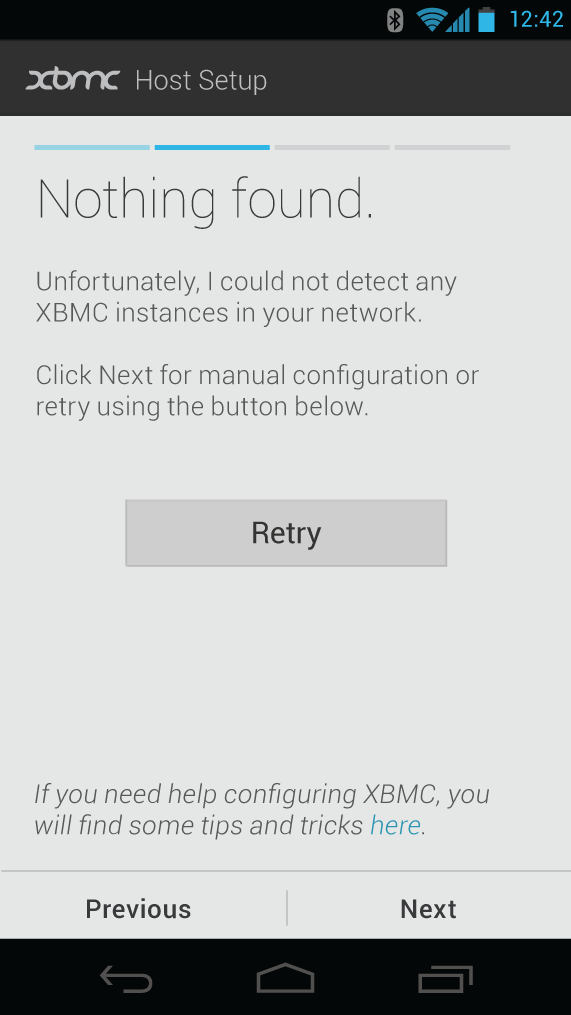 12:42
xbmc Host Setup
Nothing found.
Unfortunately, I could not detect any
XBMC instances in your network.
Click Next for manual configuration or
retry using the button below.
Retry
If you need help configuring XBMC, you
will find some tips and tricks here.
Previous Next